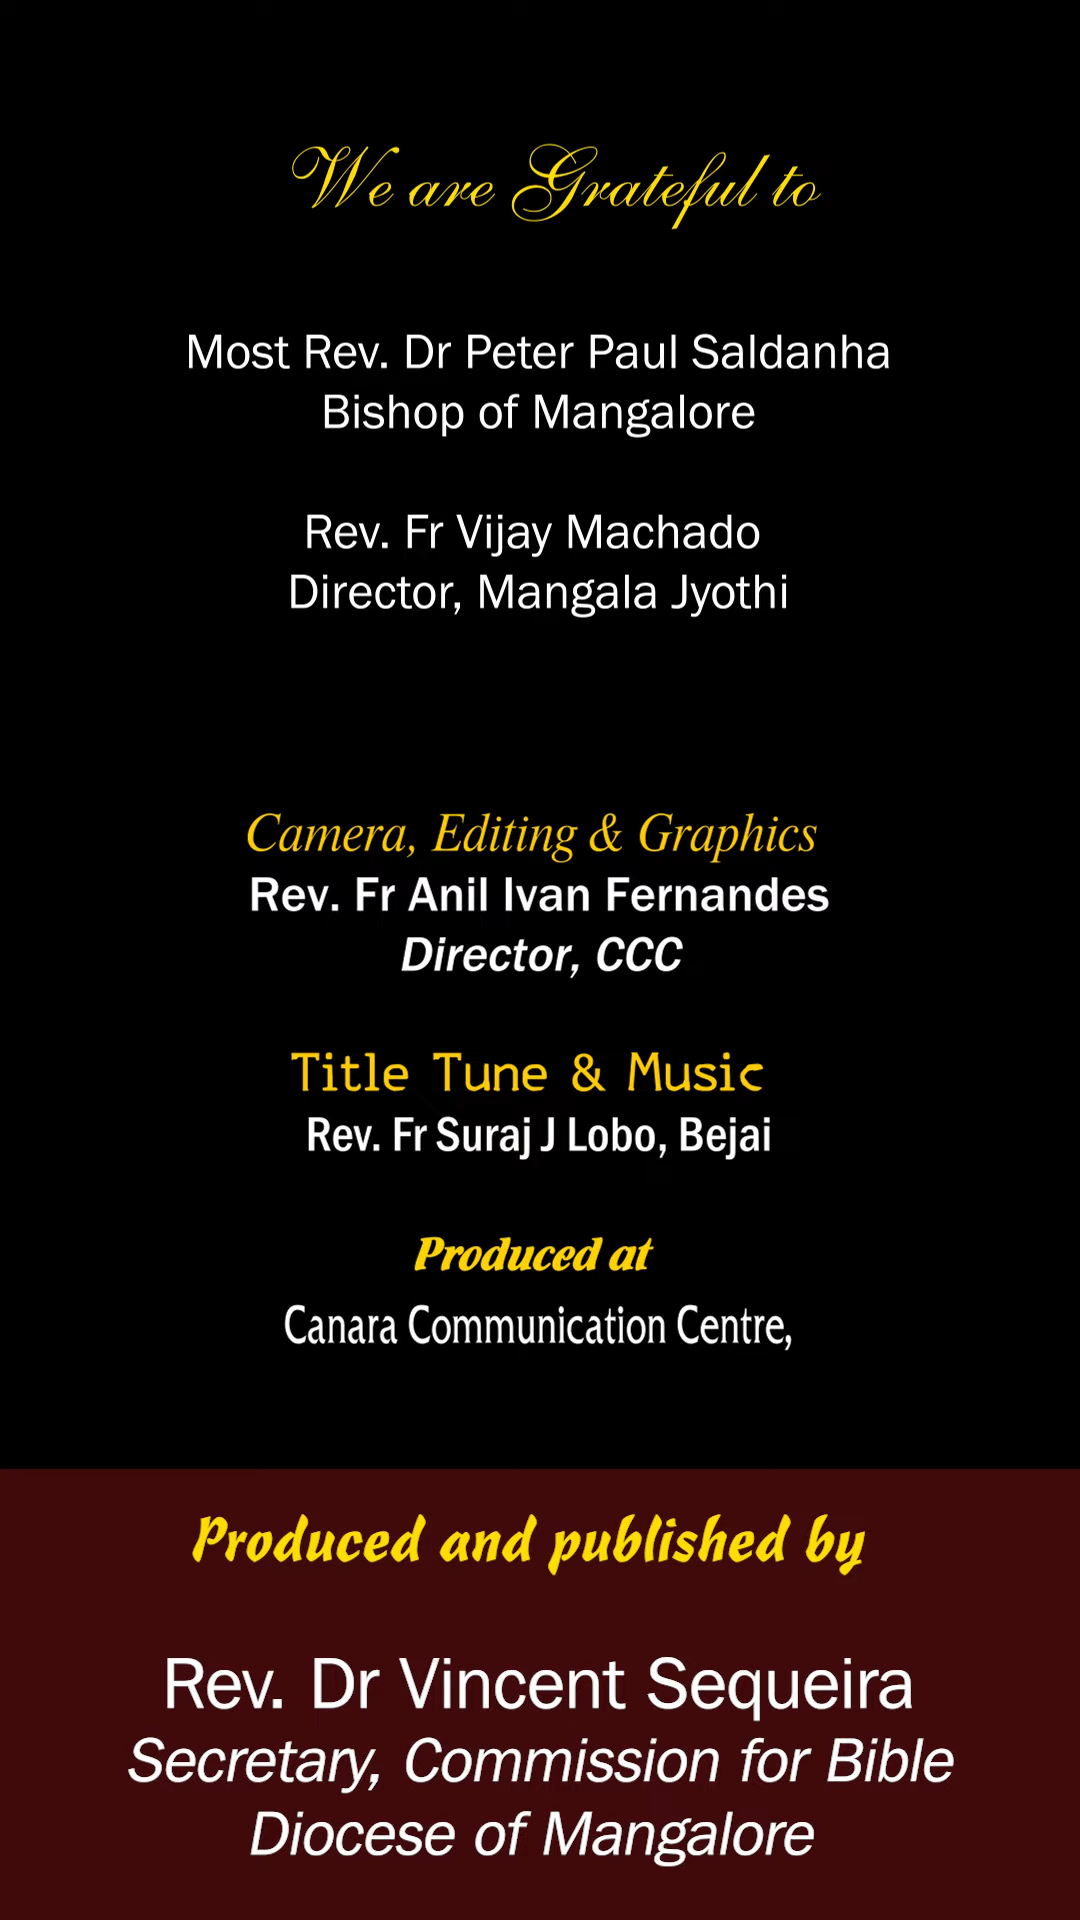 We are Grateful to
Most Rev. Dr Peter Paul Saldanha
Bishop of Mangalore
Rev. Fr Vijay Machado
Director, Mangala Jyothi
Camera, Editing & Graphics
Rev. Fr Anil Ivan Fernandes
Director, CCC
Title Tune & Music
Rev. Fr Suraj J Lobo, Bejai
Produced at
Canara Communication Centre,
Produced and published by
Rev. Dr Vincent Sequeira
Secretary, Commission for Bible
Diocese of Mangalore